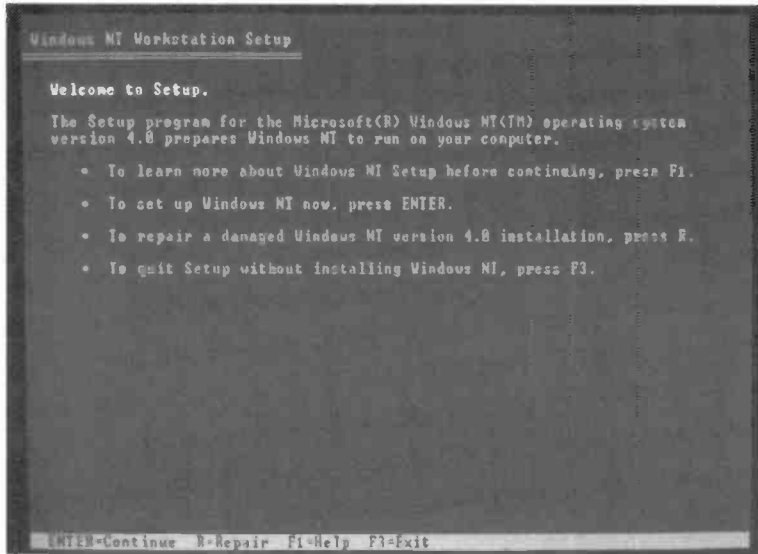 Windows NT Workstation Setup
Welcome to Setup.
The Setup program for the Microsoft(R) Windows NT(TM) operating system
version 4.0 prepares Windows NT to run on your computer.
• To learn more about Windows NT Setup before continuing, press F1.
• To set up Windows NT now, press ENTER.
• To repair a damaged Windows NT version 4.0 installation, press R.
• To quit Setup without installing Windows NT, press F3.
ENTER=Continue R=Repair F1=Help F3=Exit